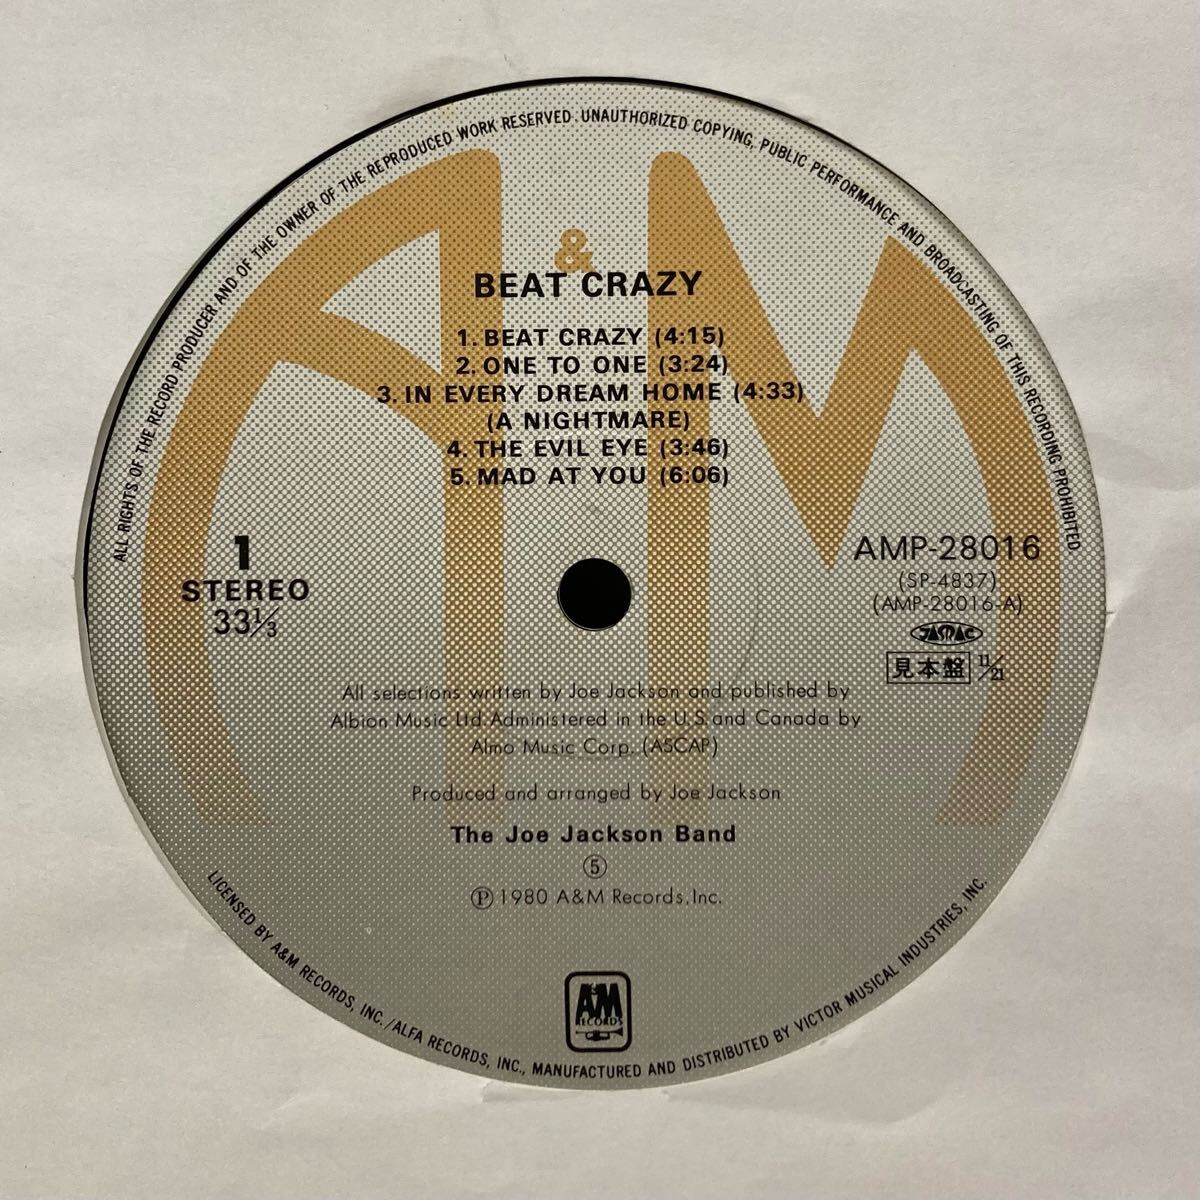 ALL RIGHTS OF THE RECORD PRODUCER AND OF THE OWNER OF THE REPRODUCED WORK RESERVED. UNAUTHORIZED COPYING, PUBLIC PERFORMANCE AND BROADCASTING OF THIS RECORDING PROHIBITED
A & M
BEAT CRAZY
1. BEAT CRAZY (4:15)
2. ONE TO ONE (3:24)
3. IN EVERY DREAM HOME (4:33)
(A NIGHTMARE)
4. THE EVIL EYE (3:46)
5. MAD AT YOU (6:06)
1
STEREO
33⅓
AMP-28016
(SP-4837)
(AMP-28016-A)
JASRAC
見本盤 11/21
All selections written by Joe Jackson and published by
Albion Music Ltd. Administered in the U.S. and Canada by
Almo Music Corp. (ASCAP)
Produced and arranged by Joe Jackson
The Joe Jackson Band
⑤
Ⓟ 1980 A&M Records, Inc.
A&M
RECORDS
LICENSED BY A&M RECORDS, INC./ALFA RECORDS, INC., MANUFACTURED AND DISTRIBUTED BY VICTOR MUSICAL INDUSTRIES, INC.